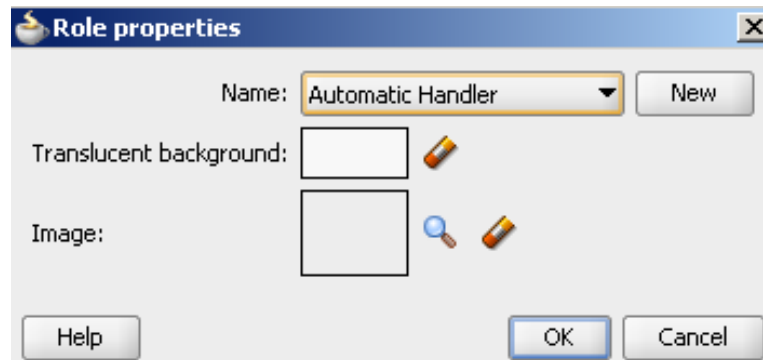 Role properties
Name: Automatic Handler New
Translucent background:
Image:
Help OK Cancel